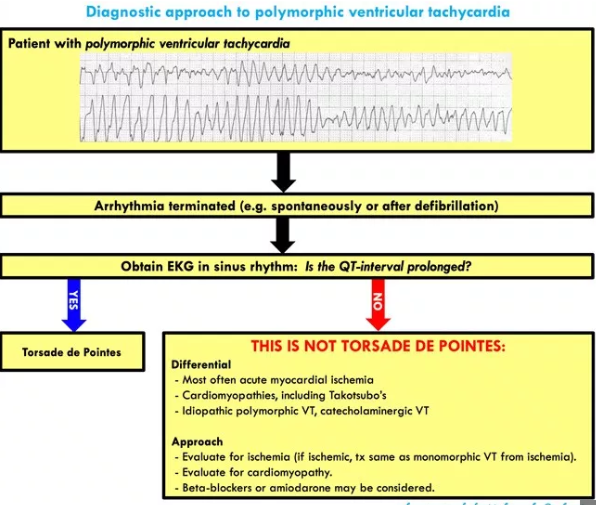 Diagnostic approach to polymorphic ventricular tachycardia
Patient with polymorphic ventricular tachycardia
Arrhythmia terminated (e.g. spontaneously or after defibrillation)
Obtain EKG in sinus rhythm: Is the QT-interval prolonged?
YES
NO
Torsade de Pointes
THIS IS NOT TORSADE DE POINTES:
Differential
- Most often acute myocardial ischemia
- Cardiomyopathies, including Takotsubo's
- Idiopathic polymorphic VT, catecholaminergic VT
Approach
- Evaluate for ischemia (if ischemic, tx same as monomorphic VT from ischemia).
- Evaluate for cardiomyopathy.
- Beta-blockers or amiodarone may be considered.